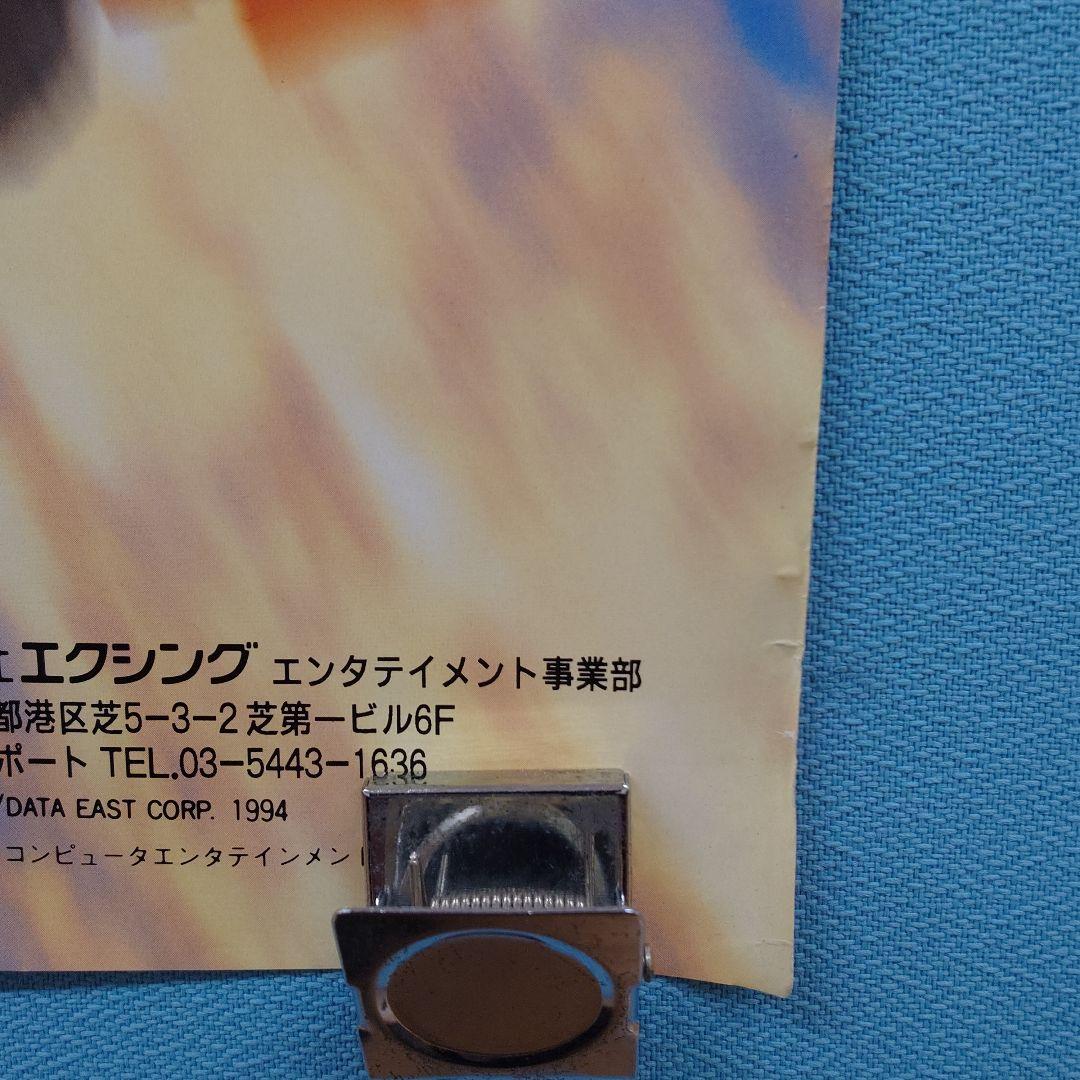 エクシング エンタテイメント事業部
都港区芝5-3-2 芝第一ビル6F
ポート TEL.03-5443-1636
/DATA EAST CORP. 1994
コンピュータエンタテインメント